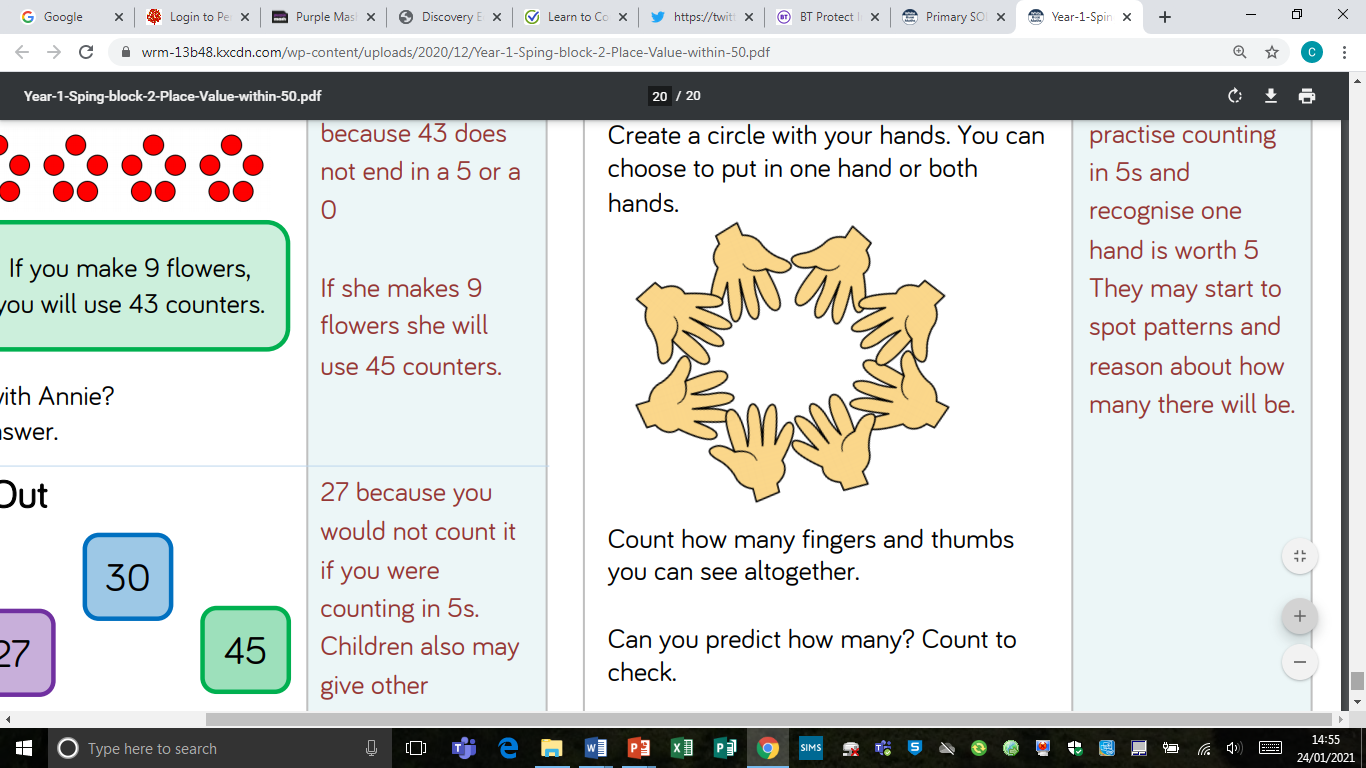 Google
Login to Pe
Purple Mas
Discovery E
Learn to Co
https://twitt
BT Protect I
Primary SO
Year-1-Spin
wrm-13b48.kxcdn.com/wp-content/uploads/2020/12/Year-1-Sping-block-2-Place-Value-within-50.pdf
C
Year-1-Sping-block-2-Place-Value-within-50.pdf
20 / 20
If you make 9 flowers,
you will use 43 counters.
with Annie?
nswer.
Out
30
27
45
because 43 does
not end in a 5 or a
0
If she makes 9
flowers she will
use 45 counters.
27 because you
would not count it
if you were
counting in 5s.
Children also may
give other
Create a circle with your hands. You can
choose to put in one hand or both
hands.
Count how many fingers and thumbs
you can see altogether.
Can you predict how many? Count to
check.
practise counting
in 5s and
recognise one
hand is worth 5
They may start to
spot patterns and
reason about how
many there will be.
Type here to search
SIMS
14:55
24/01/2021